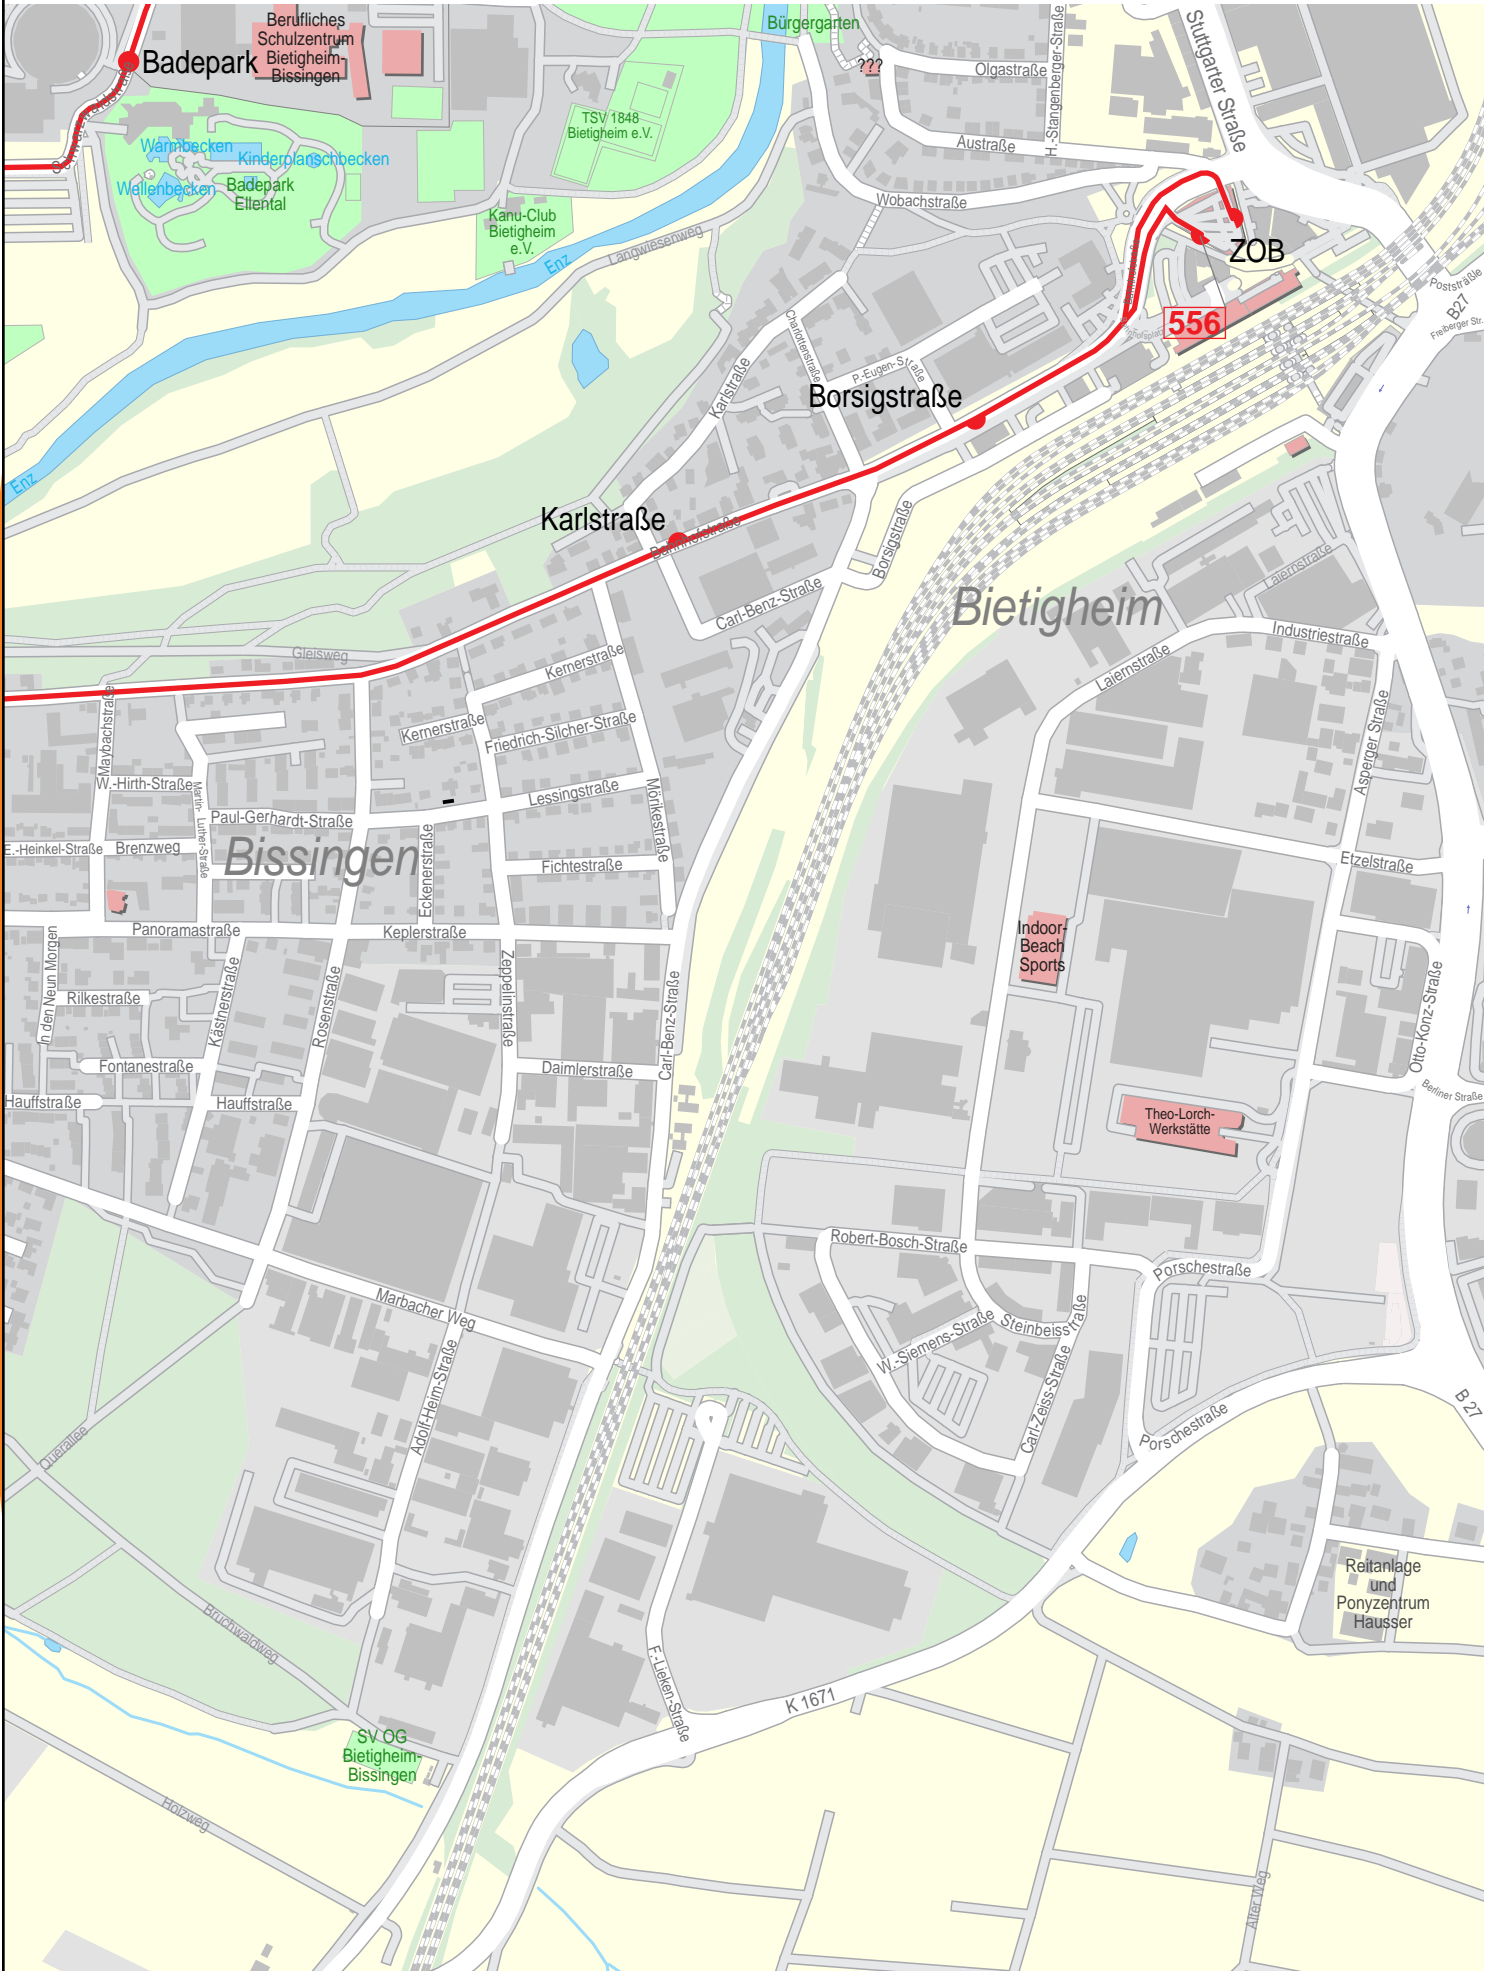 Berufliches
Schulzentrum
Bietigheim-
Bissingen
Badepark
Schwarzwaldstraße
Bürgergarten
???
Olgastraße
H.-Stangenberger-Straße
Stuttgarter Straße
TSV 1848
Bietigheim e.V.
Austraße
Warmbecken
Kinderplanschbecken
Wellenbecken
Badepark
Ellental
Kanu-Club
Bietigheim
e.V.
Wobachstraße
Langwiesenweg
Enz
ZOB
Bahnhofstraße
Bahnhofsplatz
556
Poststräßle
B27
Freiberger Str.
Charlottenstraße
Karlstraße
P.-Eugen-Straße
Borsigstraße
Enz
Karlstraße
Bahnhofstraße
Borsigstraße
Carl-Benz-Straße
Bietigheim
Laiernstraße
Industriestraße
Laiernstraße
Gleisweg
Kernerstraße
Maybachstraße
Kernerstraße
Friedrich-Silcher-Straße
Asperger Straße
W.-Hirth-Straße
Martin-Luther-Straße
Lessingstraße
Mörikestraße
Paul-Gerhardt-Straße
E.-Heinkel-Straße
Brenzweg
Bissingen
Eckenerstraße
Fichtestraße
Etzelstraße
Panoramastraße
Keplerstraße
Indoor-
Beach
Sports
In den Neun Morgen
Rilkestraße
Kästnerstraße
Rosenstraße
Zeppelinstraße
Carl-Benz-Straße
Otto-Konz-Straße
Fontanestraße
Daimlerstraße
Hauffstraße
Hauffstraße
Berliner Straße
Theo-Lorch-
Werkstätte
Robert-Bosch-Straße
Porschestraße
Marbacher Weg
Steinbeisstraße
W.-Siemens-Straße
Carl-Zeiss-Straße
Adolf-Heim-Straße
Querallee
Porschestraße
B 27
Reitanlage
und
Ponyzentrum
Hausser
Bruchwaldweg
F.-Lieken-Straße
K 1671
SV OG
Bietigheim-
Bissingen
Holzweg
Alter Weg